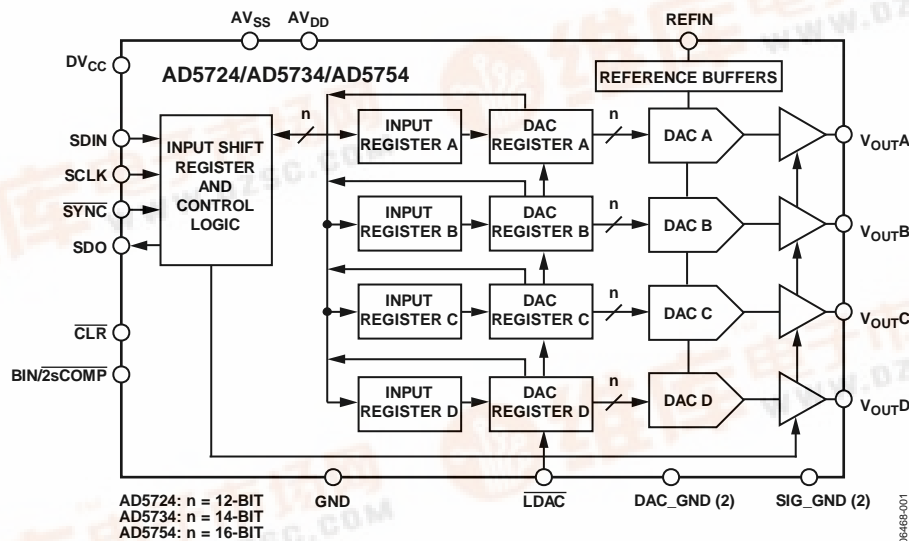 AVSS AVDD REFIN
DVCC
AD5724/AD5734/AD5754
REFERENCE BUFFERS
SDIN
SCLK
SYNC
SDO
CLR
BIN/2sCOMP
INPUT SHIFT
REGISTER
AND
CONTROL
LOGIC
n
INPUT
REGISTER A
DAC
REGISTER A
n
DAC A
VOUTA
INPUT
REGISTER B
DAC
REGISTER B
n
DAC B
VOUTB
INPUT
REGISTER C
DAC
REGISTER C
n
DAC C
VOUTC
INPUT
REGISTER D
DAC
REGISTER D
n
DAC D
VOUTD
GND
LDAC
DAC_GND (2)
SIG_GND (2)
AD5724: n = 12-BIT
AD5734: n = 14-BIT
AD5754: n = 16-BIT
06468-001